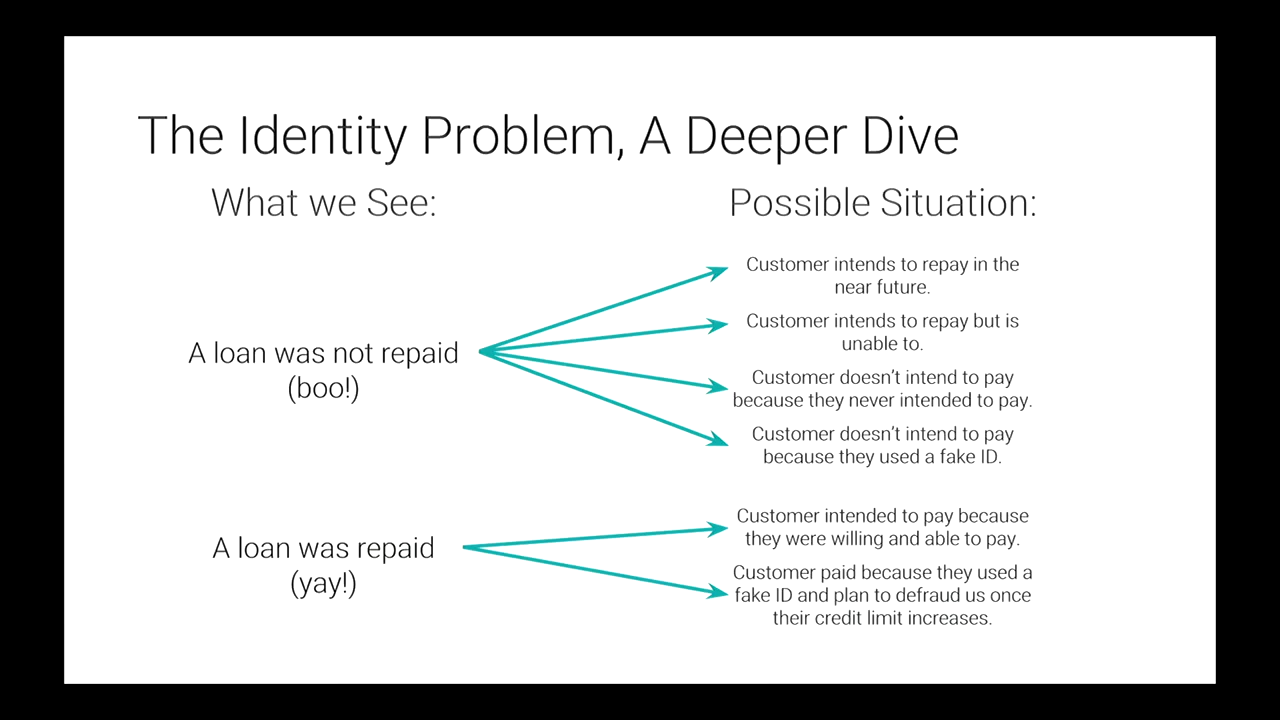 The Identity Problem, A Deeper Dive
What we See:
Possible Situation:
A loan was not repaid
(boo!)
Customer intends to repay in the
near future.
Customer intends to repay but is
unable to.
Customer doesn’t intend to pay
because they never intended to pay.
Customer doesn’t intend to pay
because they used a fake ID.
A loan was repaid
(yay!)
Customer intended to pay because
they were willing and able to pay.
Customer paid because they used a
fake ID and plan to defraud us once
their credit limit increases.